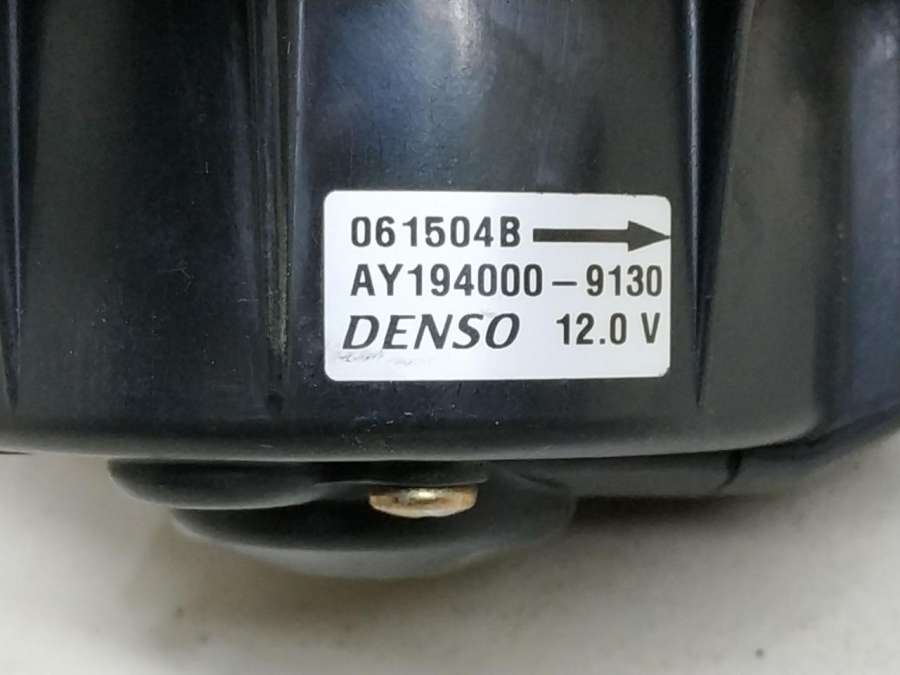 061504B →
AY194000-9130
DENSO 12.0 V